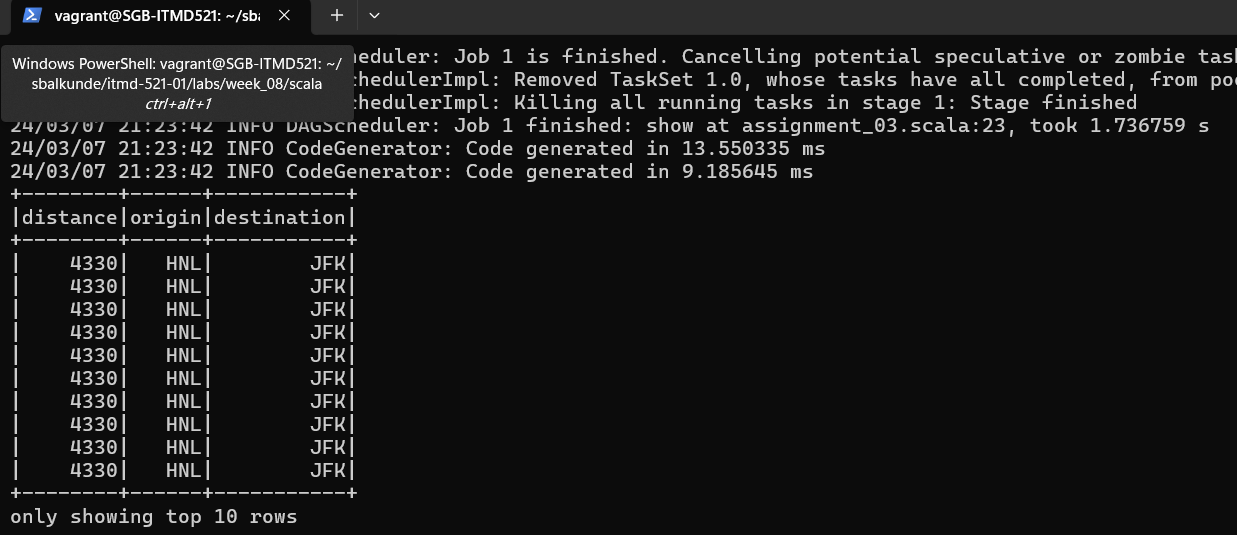 vagrant@SGB-ITMD521: ~/sba
Windows PowerShell: vagrant@SGB-ITMD521: ~/
sbalkunde/itmd-521-01/labs/week_08/scala
ctrl+alt+1
cheduler: Job 1 is finished. Cancelling potential speculative or zombie task
chedulerImpl: Removed TaskSet 1.0, whose tasks have all completed, from poo
chedulerImpl: Killing all running tasks in stage 1: Stage finished
24/03/07 21:23:42 INFO DAGScheduler: Job 1 finished: show at assignment_03.scala:23, took 1.736759 s
24/03/07 21:23:42 INFO CodeGenerator: Code generated in 13.550335 ms
24/03/07 21:23:42 INFO CodeGenerator: Code generated in 9.185645 ms
+--------+------+-----------+
|distance|origin|destination|
+--------+------+-----------+
|    4330|   HNL|        JFK|
|    4330|   HNL|        JFK|
|    4330|   HNL|        JFK|
|    4330|   HNL|        JFK|
|    4330|   HNL|        JFK|
|    4330|   HNL|        JFK|
|    4330|   HNL|        JFK|
|    4330|   HNL|        JFK|
|    4330|   HNL|        JFK|
|    4330|   HNL|        JFK|
+--------+------+-----------+
only showing top 10 rows